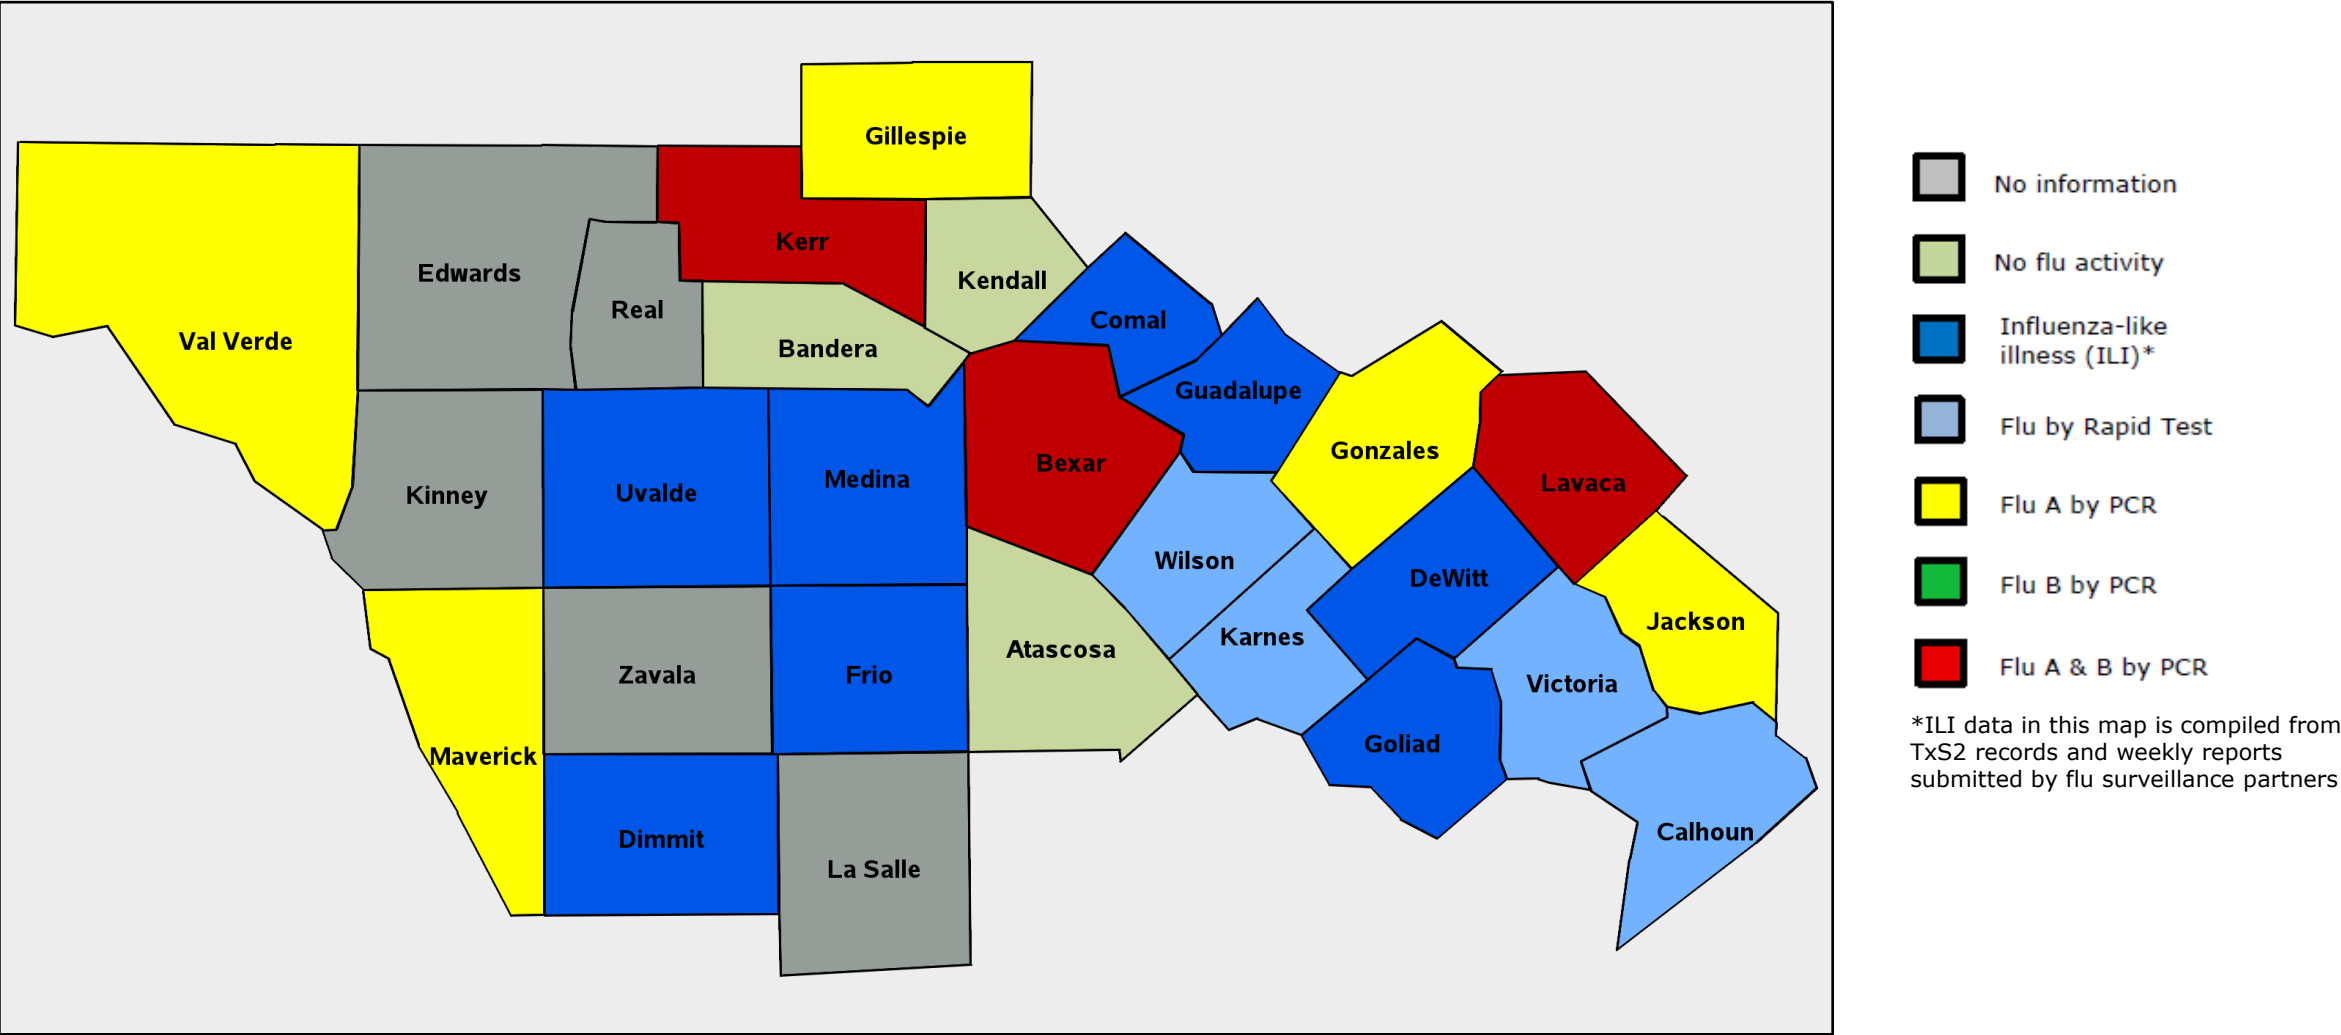 Gillespie
Kerr
Edwards
Kendall
Real
Comal
Val Verde
Bandera
Guadalupe
Gonzales
Bexar
Medina
Lavaca
Uvalde
Kinney
Wilson
DeWitt
Jackson
Karnes
Atascosa
Zavala
Frio
Victoria
Goliad
Maverick
Calhoun
Dimmit
La Salle
No information
No flu activity
Influenza-like
illness (ILI)*
Flu by Rapid Test
Flu A by PCR
Flu B by PCR
Flu A & B by PCR
*ILI data in this map is compiled from
TxS2 records and weekly reports
submitted by flu surveillance partners